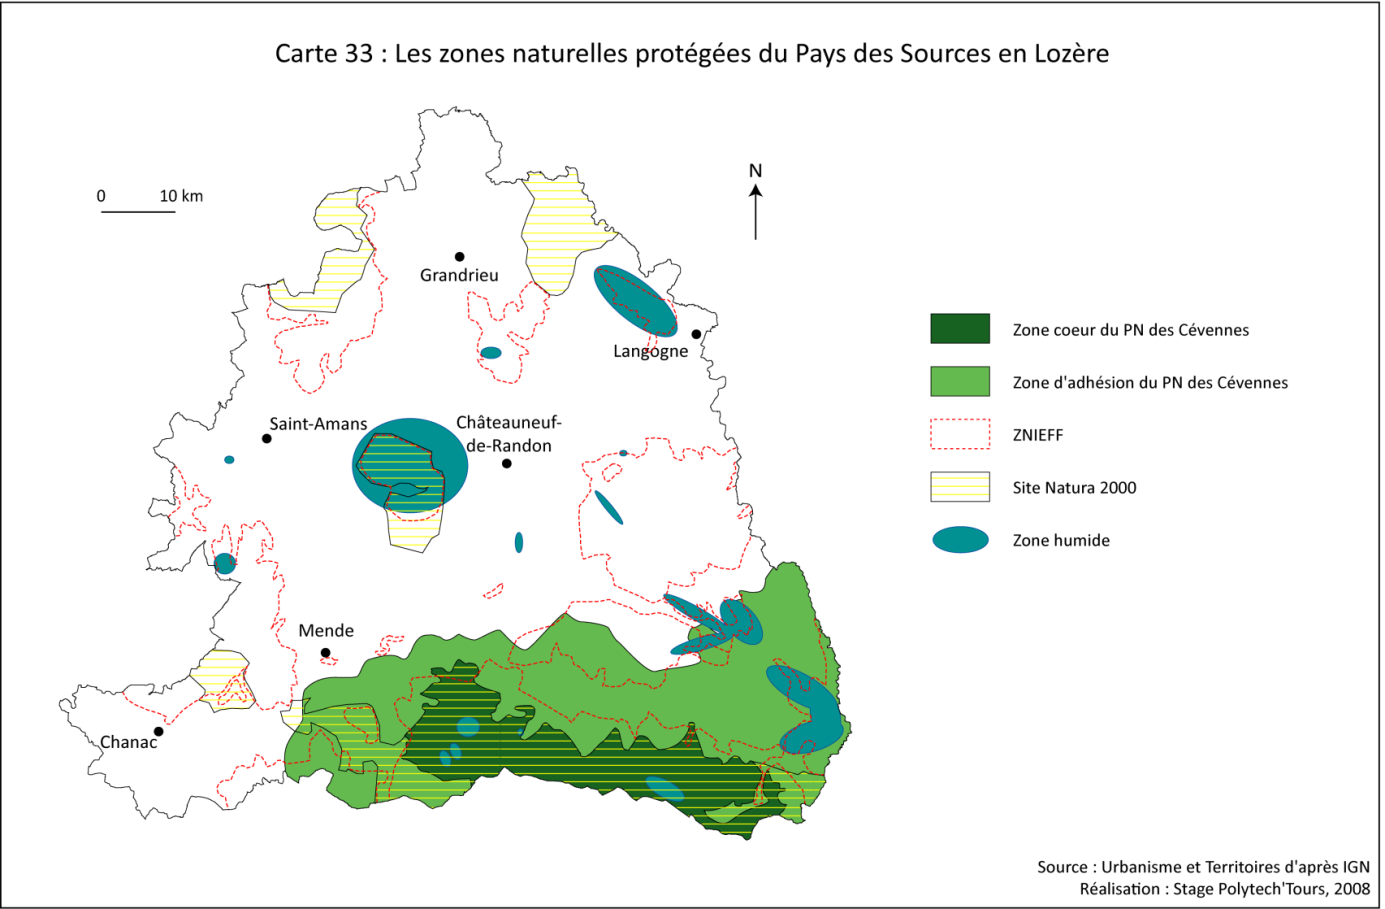 Carte 33 : Les zones naturelles protégées du Pays des Sources en Lozère
0 10 km
N
Grandrieu
Langogne
Saint-Amans
Châteauneuf-
de-Randon
Mende
Chanac
Zone coeur du PN des Cévennes
Zone d'adhésion du PN des Cévennes
ZNIEFF
Site Natura 2000
Zone humide
Source : Urbanisme et Territoires d'après IGN
Réalisation : Stage Polytech'Tours, 2008